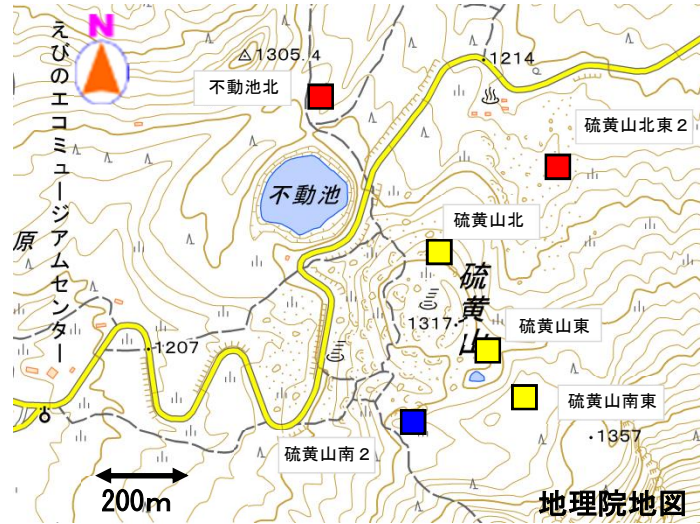 N
えびのエコミュージアムセンター
△1305.4
・1214
不動池北
硫黄山北東2
不動池
硫黄山北
原
硫黄山
1317・
硫黄山東
・1207
硫黄山南東
・1357
硫黄山南2
200m
地理院地図